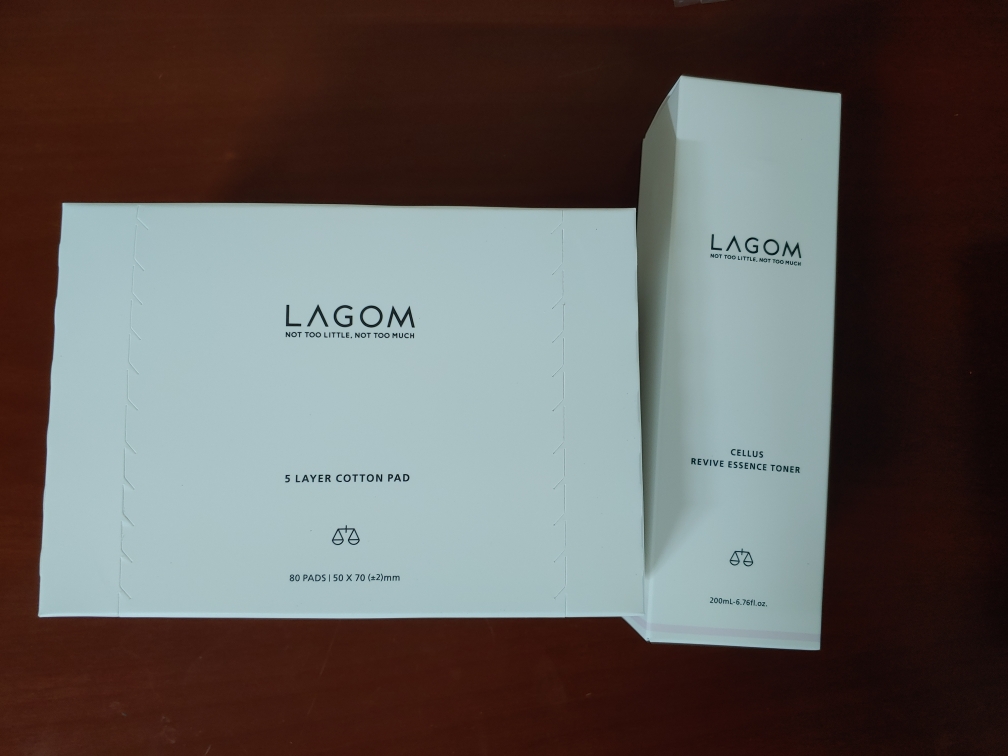 LAGOM
NOT TOO LITTLE, NOT TOO MUCH
5 LAYER COTTON PAD
80 PADS | 50 X 70 (±2)mm
LAGOM
NOT TOO LITTLE, NOT TOO MUCH
CELLUS
REVIVE ESSENCE TONER
200mL-6.76fl.oz.